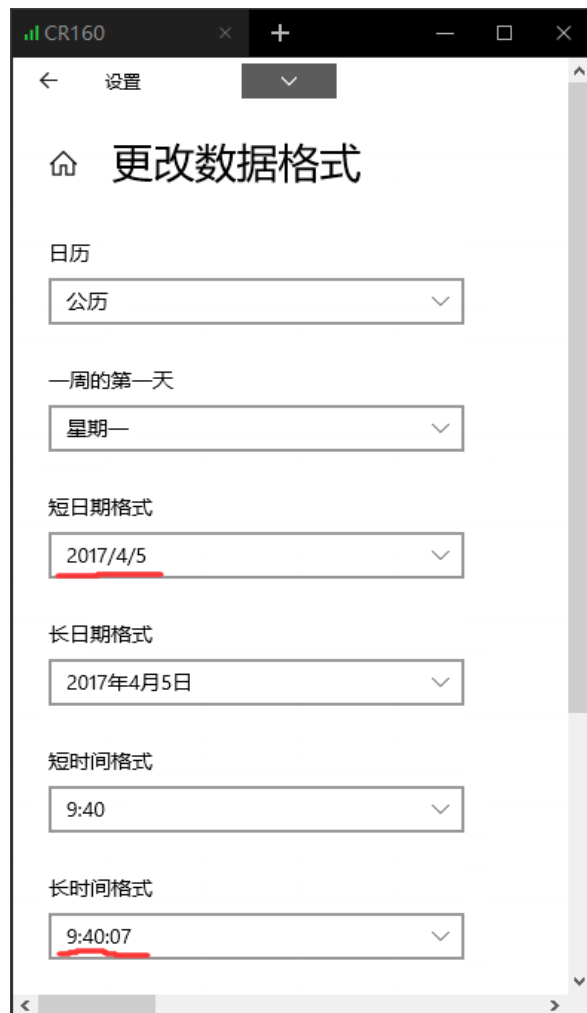 CR160
设置
更改数据格式
日历
公历
一周的第一天
星期一
短日期格式
2017/4/5
长日期格式
2017年4月5日
短时间格式
9:40
长时间格式
9:40:07